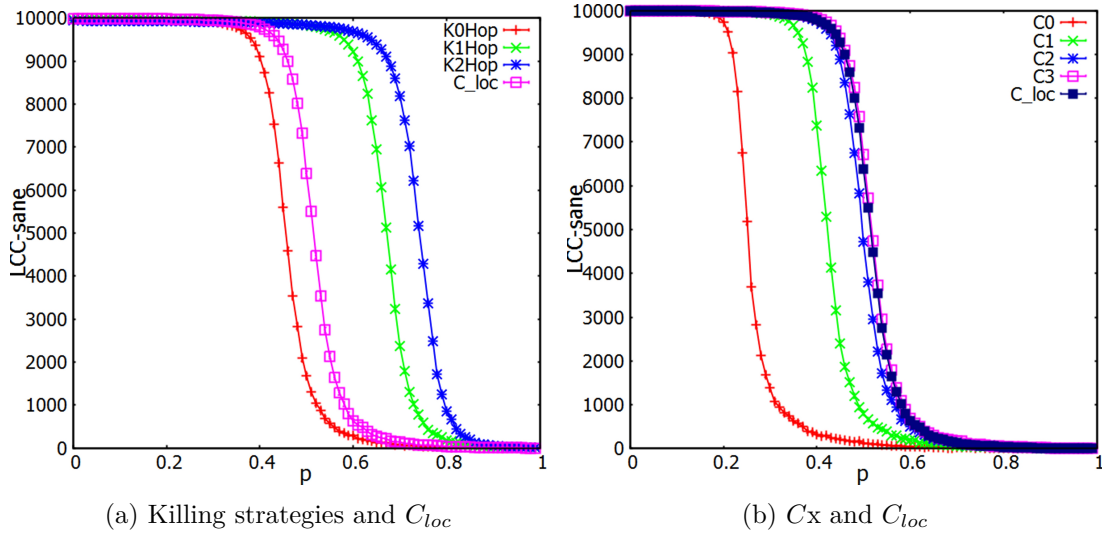 10000
9000
8000
7000
6000
5000
4000
3000
2000
1000
0
LCC-sane
0
0.2
0.4
0.6
0.8
1
p
K0Hop
K1Hop
K2Hop
C_loc
(a) Killing strategies and C_loc
10000
9000
8000
7000
6000
5000
4000
3000
2000
1000
0
LCC-sane
0
0.2
0.4
0.6
0.8
1
p
C0
C1
C2
C3
C_loc
(b) Cx and C_loc